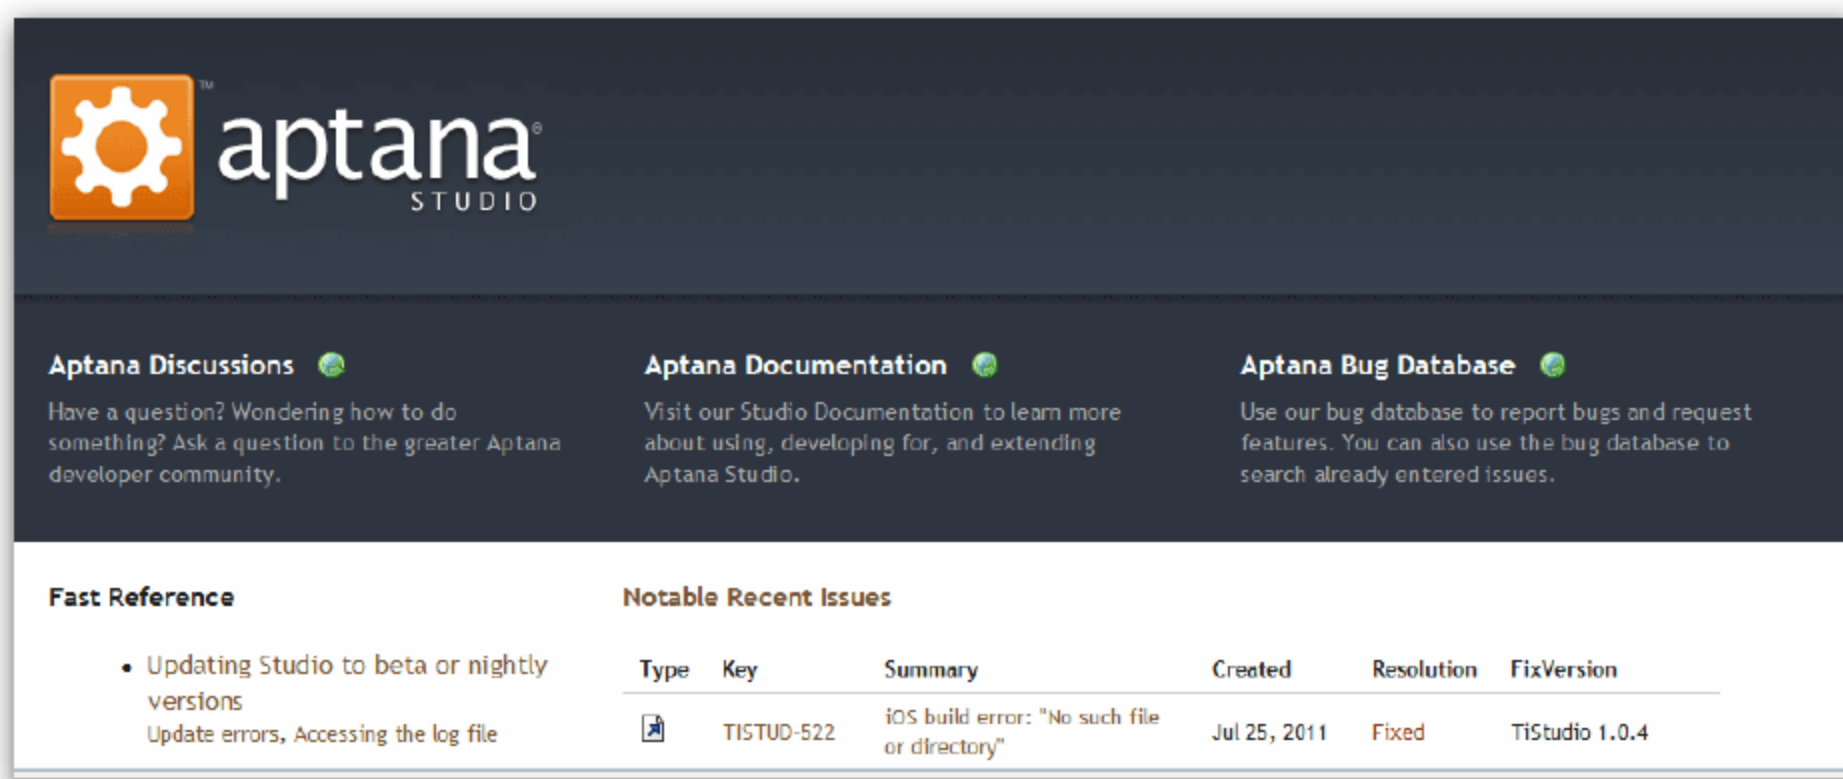 ™
aptana®
STUDIO
Aptana Discussions
Have a question? Wondering how to do
something? Ask a question to the greater Aptana
developer community.
Aptana Documentation
Visit our Studio Documentation to learn more
about using, developing for, and extending
Aptana Studio.
Aptana Bug Database
Use our bug database to report bugs and request
features. You can also use the bug database to
search already entered issues.
Fast Reference
• Updating Studio to beta or nightly
versions
Update errors, Accessing the log file
Notable Recent Issues
Type Key Summary Created Resolution FixVersion
TISTUD-522 iOS build error: "No such file
or directory" Jul 25, 2011 Fixed TiStudio 1.0.4